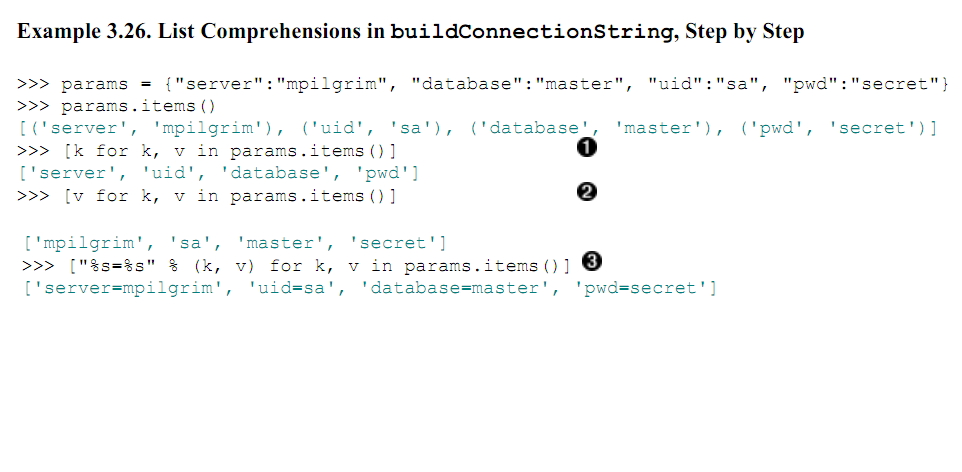 Example 3.26. List Comprehensions in buildConnectionString, Step by Step
>>> params = {"server":"mpilgrim", "database":"master", "uid":"sa", "pwd":"secret"}
>>> params.items()
[('server', 'mpilgrim'), ('uid', 'sa'), ('database', 'master'), ('pwd', 'secret')]
>>> [k for k, v in params.items()] ❶
['server', 'uid', 'database', 'pwd']
>>> [v for k, v in params.items()] ❷
['mpilgrim', 'sa', 'master', 'secret']
>>> ["%s=%s" % (k, v) for k, v in params.items()] ❸
['server=mpilgrim', 'uid=sa', 'database=master', 'pwd=secret']